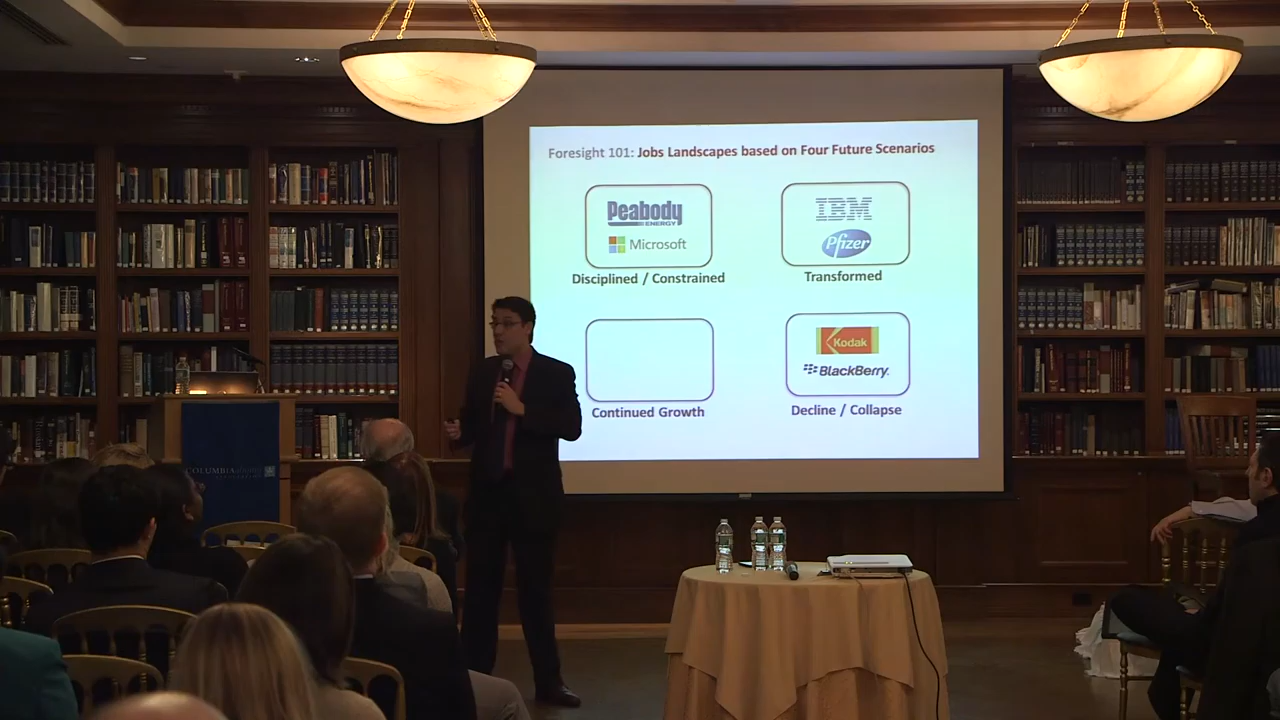 Foresight 101: Jobs Landscapes based on Four Future Scenarios
Peabody
ENERGY
Microsoft
Disciplined / Constrained
IBM
Pfizer
Transformed
Continued Growth
Kodak
BlackBerry
Decline / Collapse
COLUMBIA